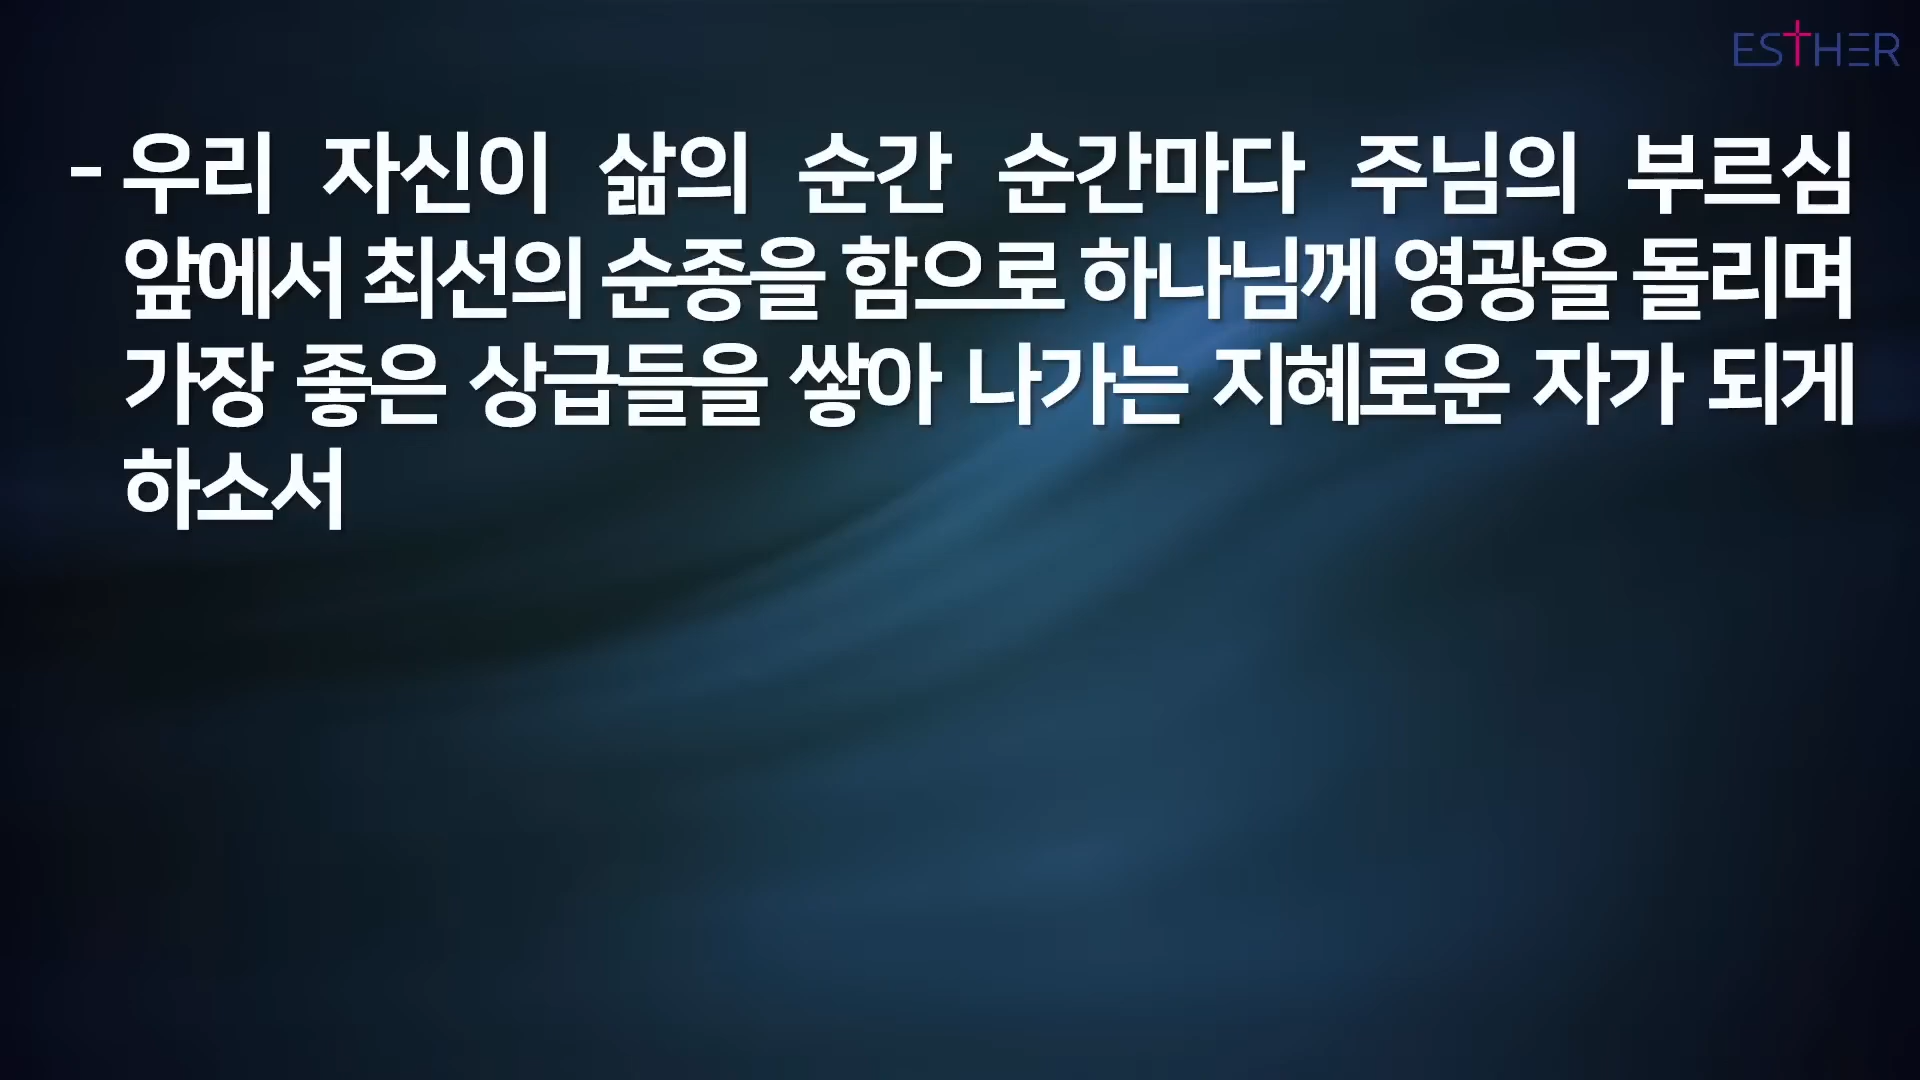 ESTHER
- 우리 자신이 삶의 순간 순간마다 주님의 부르심
앞에서 최선의 순종을 함으로 하나님께 영광을 돌리며
가장 좋은 상급들을 쌓아 나가는 지혜로운 자가 되게
하소서